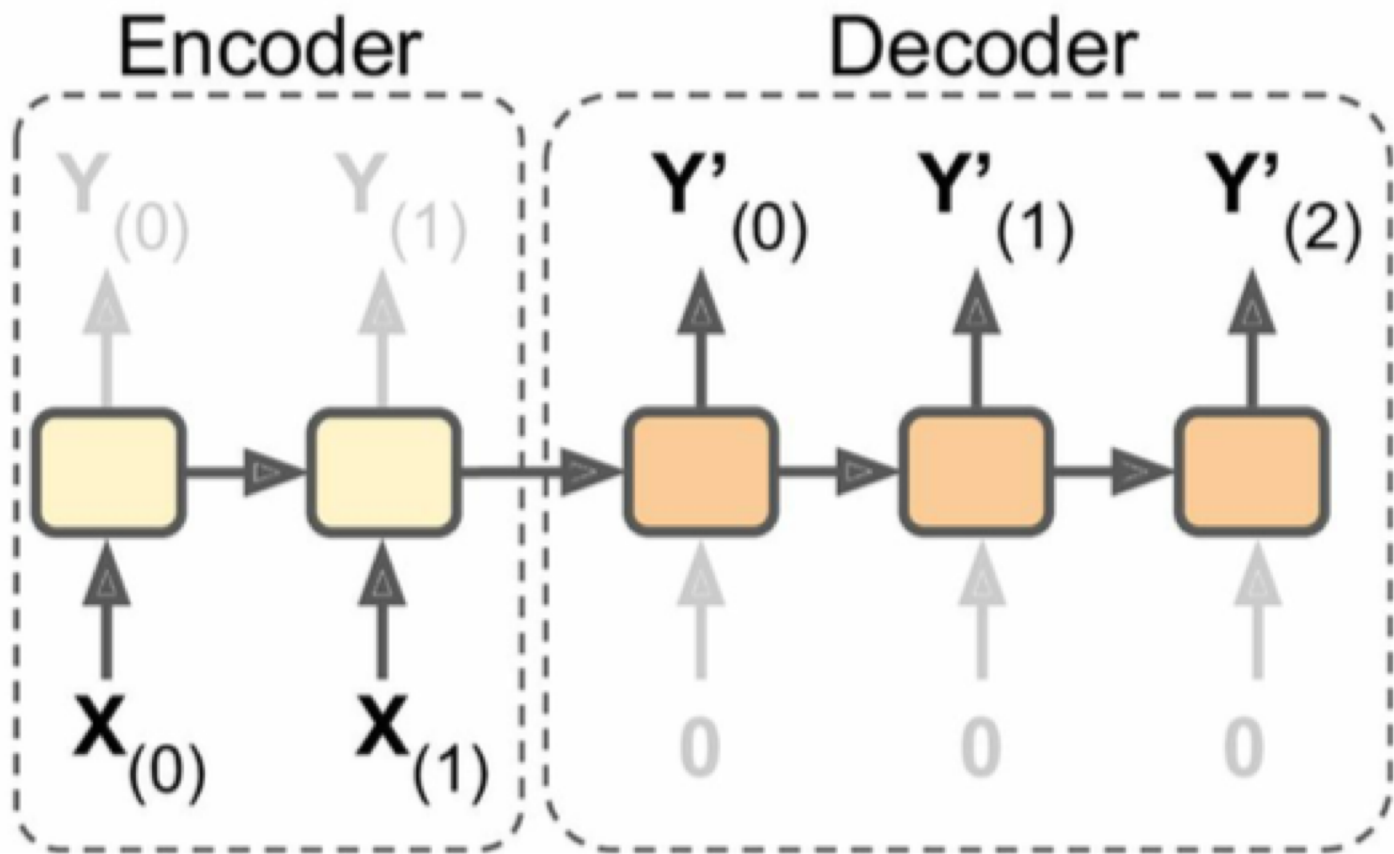 Encoder Decoder
Y(0) Y(1) Y’(0) Y’(1) Y’(2)
X(0) X(1) 0 0 0